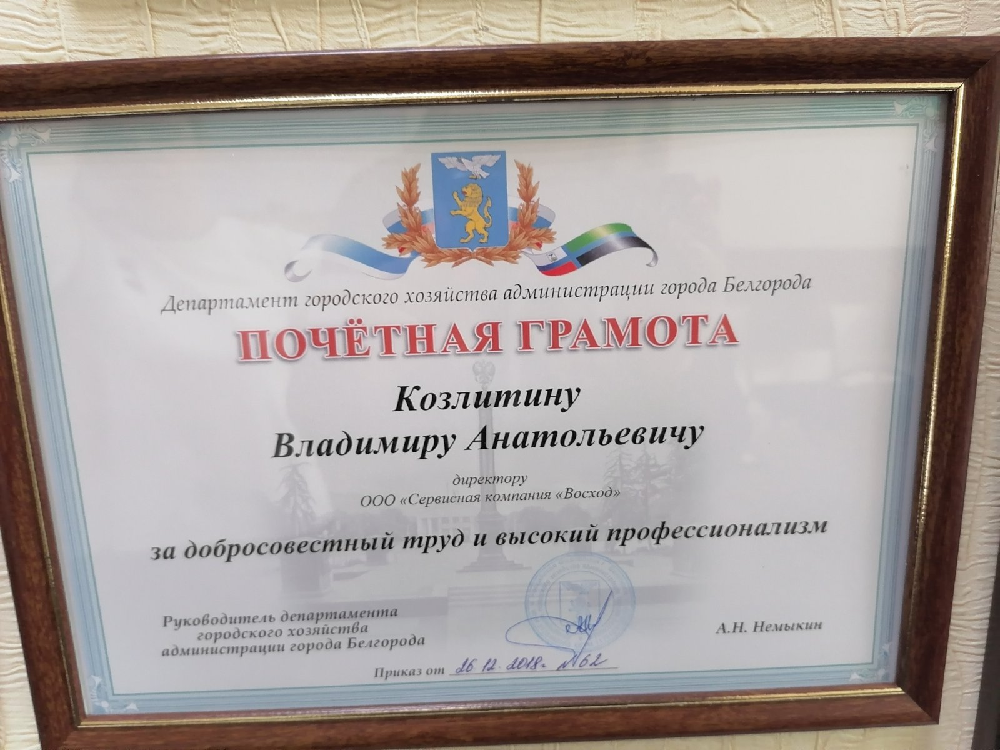 Департамент городского хозяйства администрации города Белгорода
ПОЧЁТНАЯ ГРАМОТА
Козлитину
Владимиру Анатольевичу
директору
ООО «Сервисная компания «Восход»
за добросовестный труд и высокий профессионализм
Руководитель департамента
городского хозяйства
администрации города Белгорода
А.Н. Немыкин
Приказ от 26.12.2018г. №62